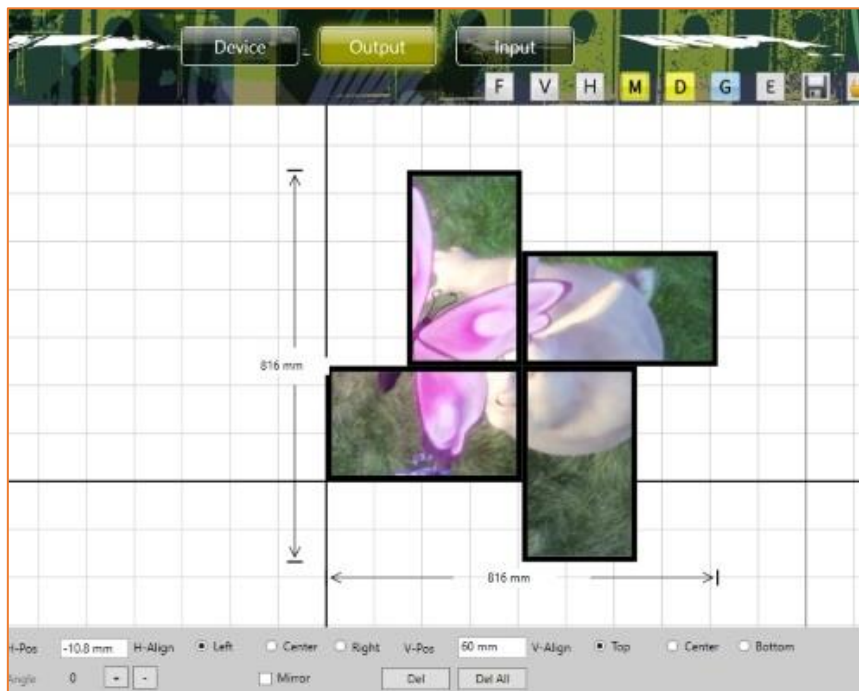 Device Output Input
F V H M D G E
816 mm
816 mm
H-Pos -10.8 mm H-Align Left Center Right V-Pos 60 mm V-Align Top Center Bottom
Angle 0 + - Mirror Del Del All